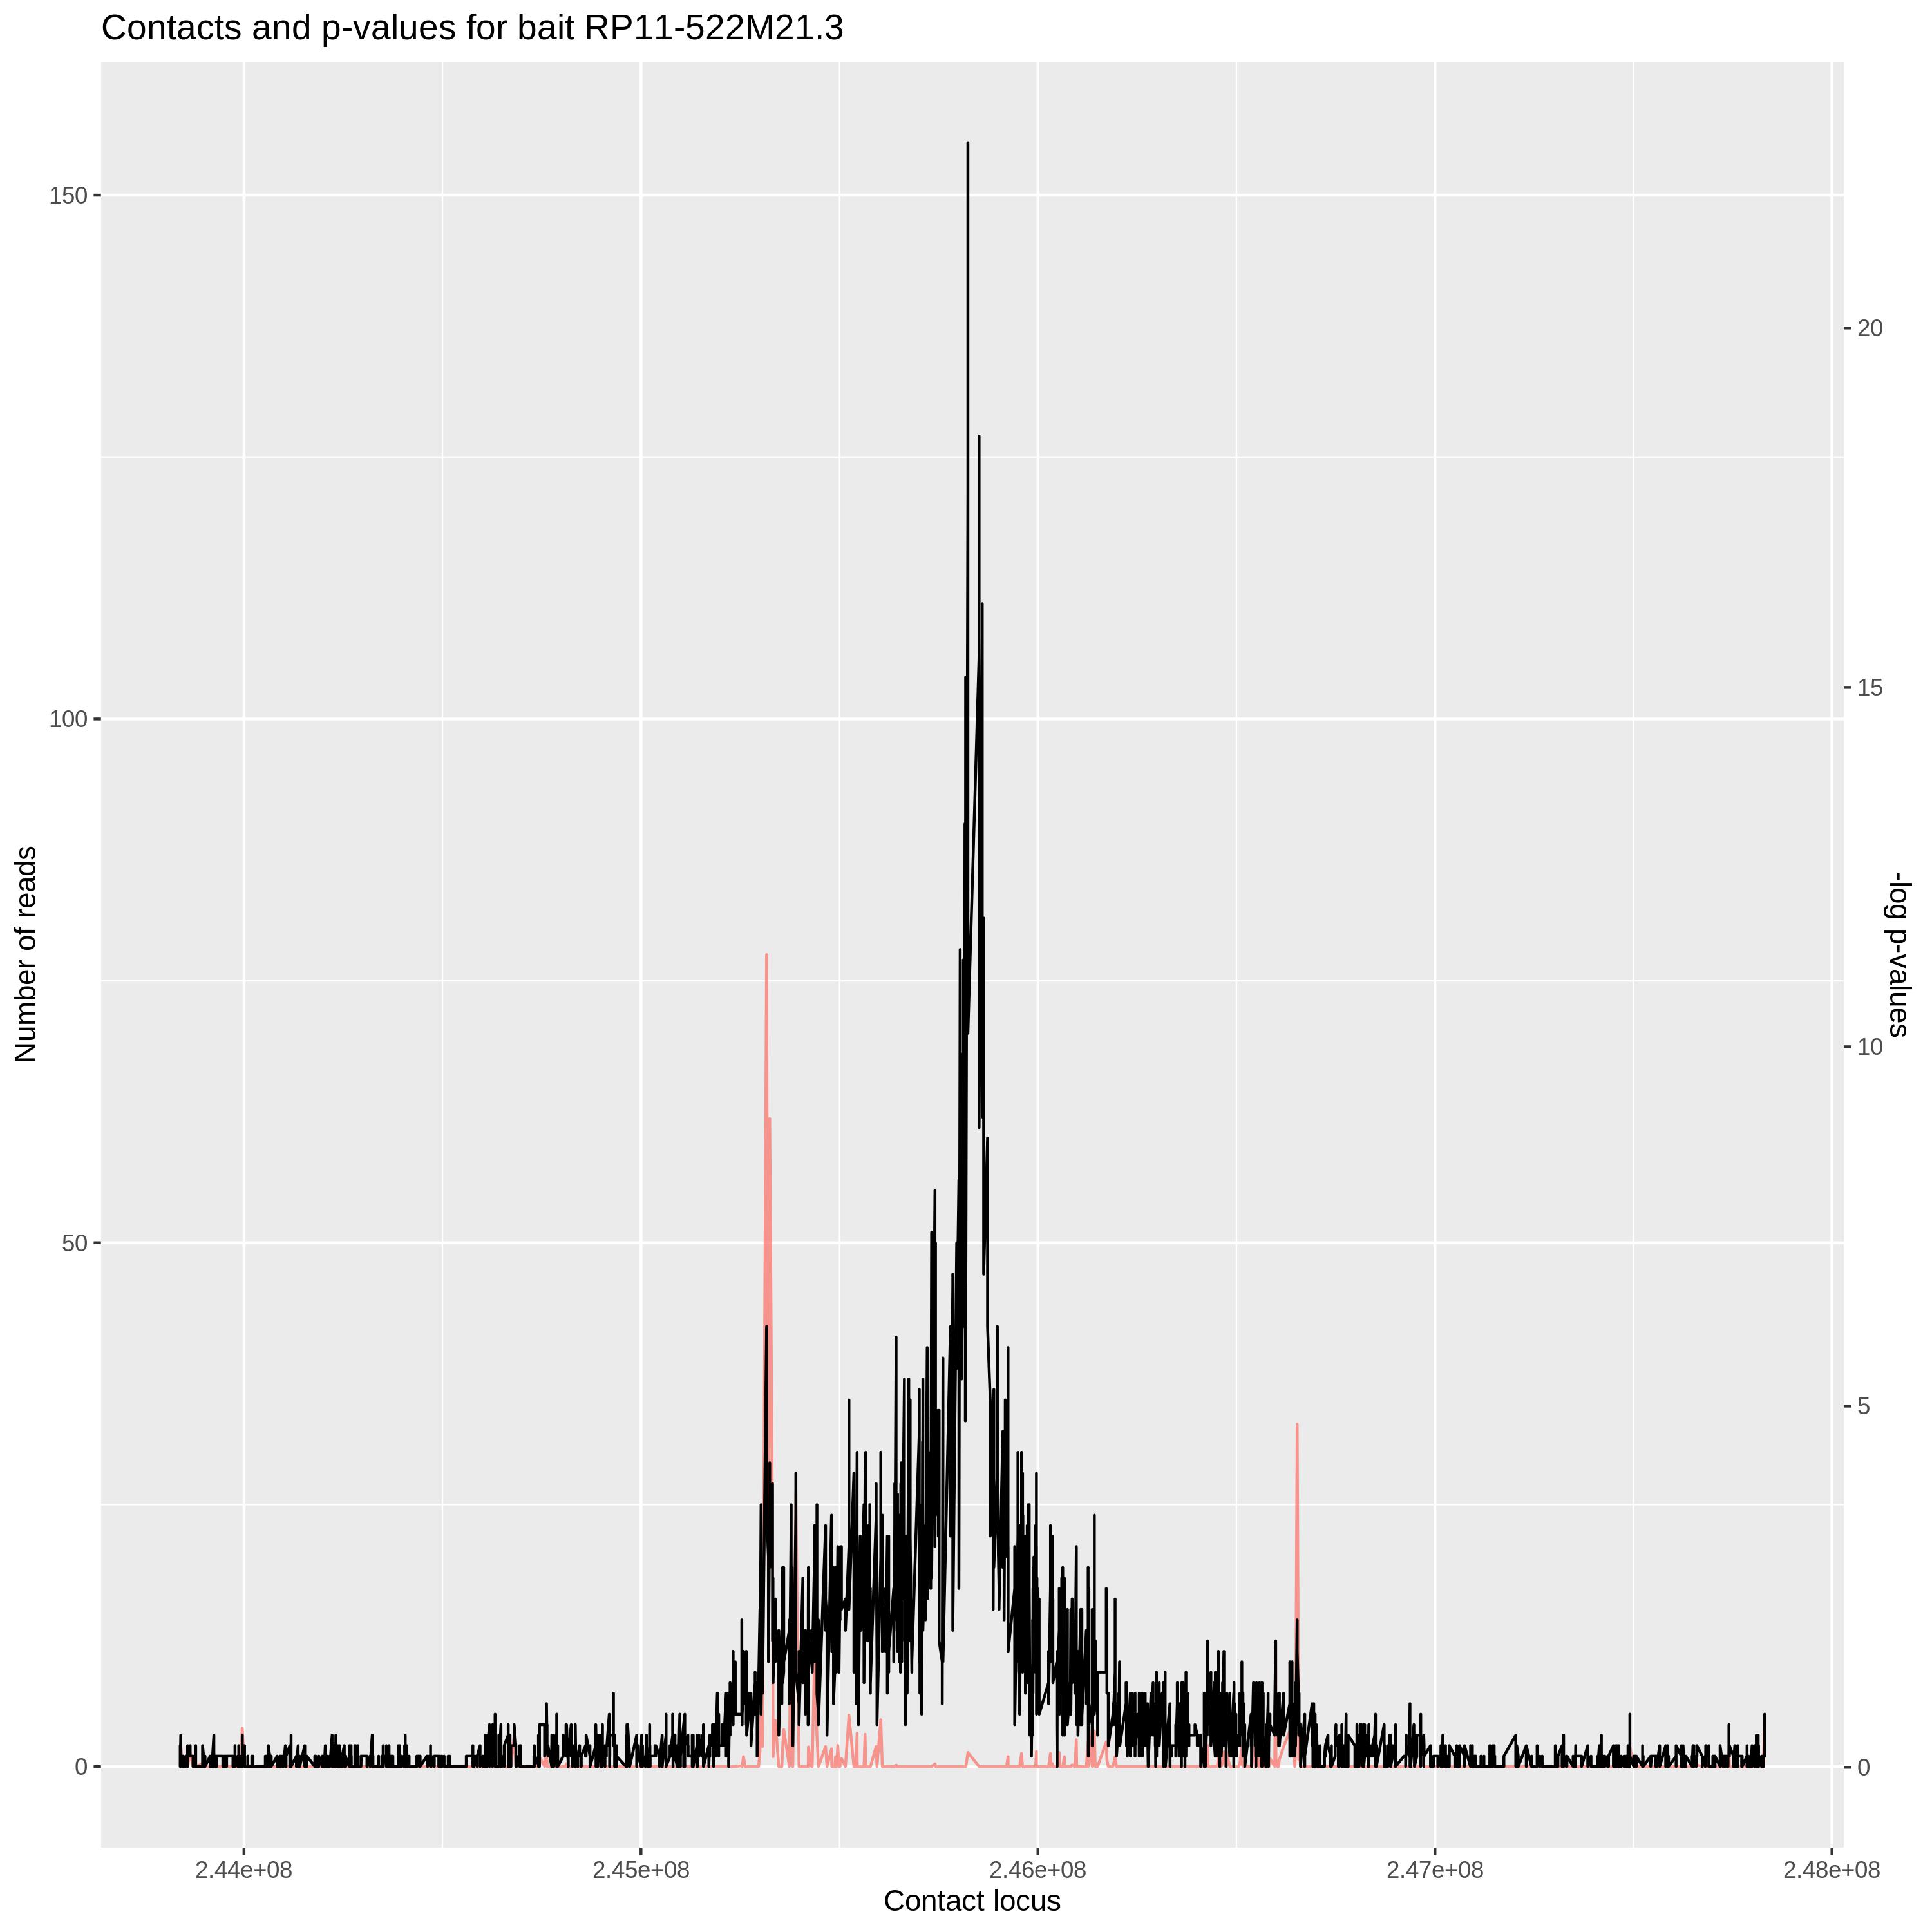 Contacts and p-values for bait RP11-522M21.3
150
100
50
0
Number of reads
20
15
10
5
0
-log p-values
2.44e+08
2.45e+08
2.46e+08
2.47e+08
2.48e+08
Contact locus